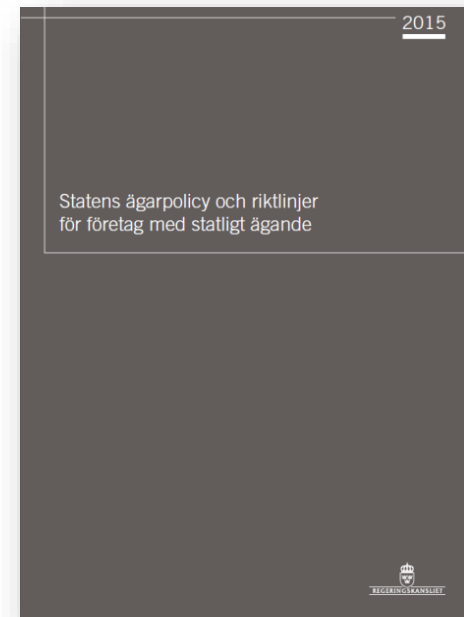 2015
Statens ägarpolicy och riktlinjer
för företag med statligt ägande
REGERINGSKANSLIET